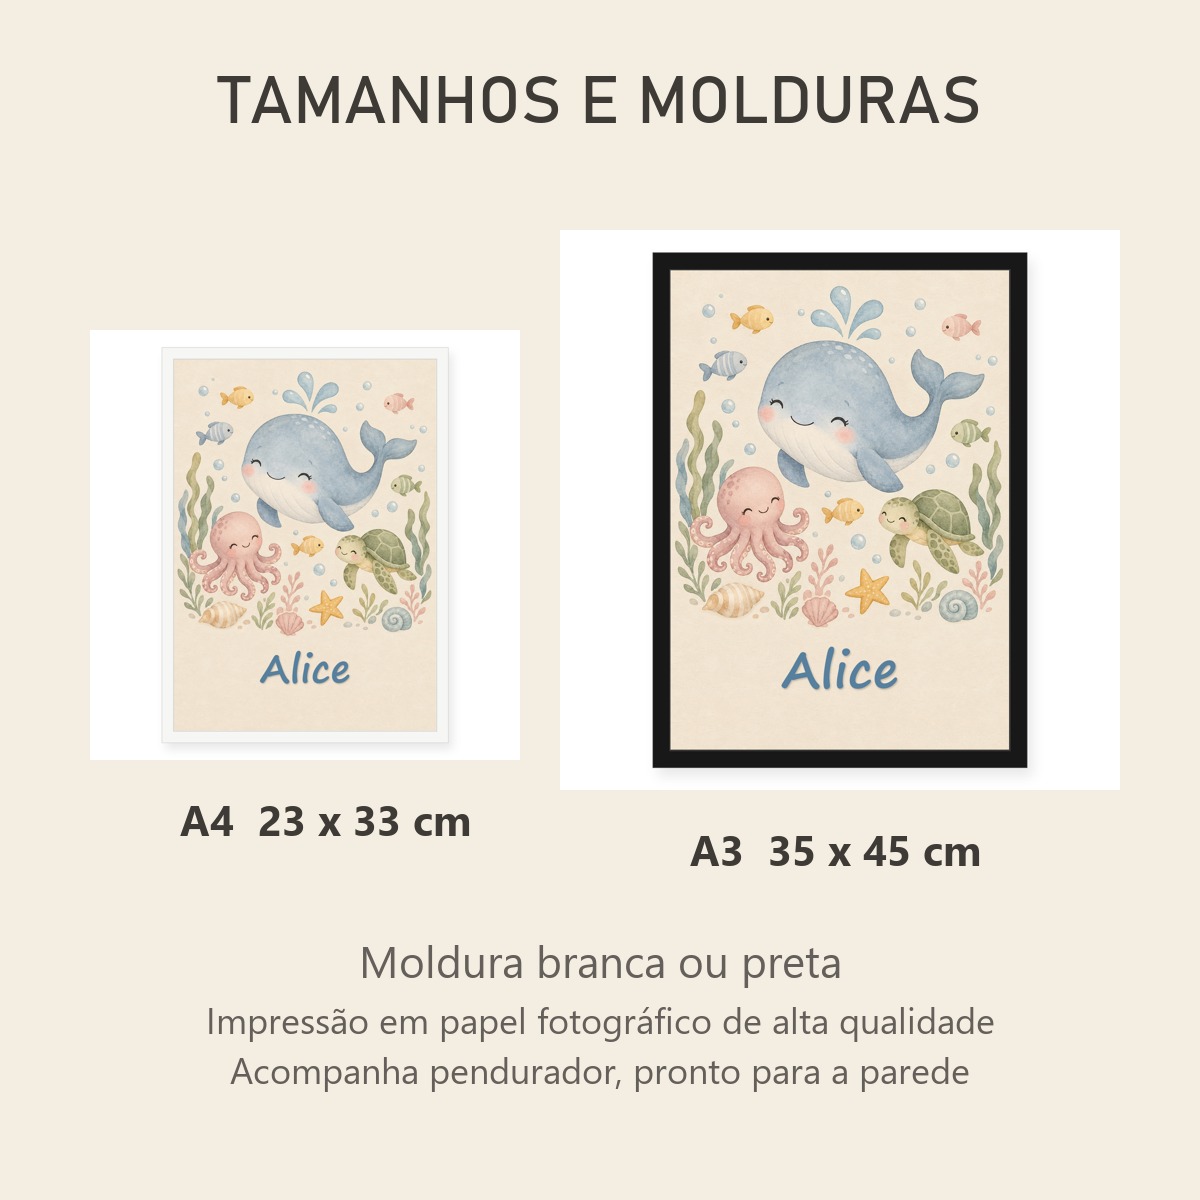 TAMANHOS E MOLDURAS
Alice
Alice
A4  23 x 33 cm
A3  35 x 45 cm
Moldura branca ou preta
Impressão em papel fotográfico de alta qualidade
Acompanha pendurador, pronto para a parede